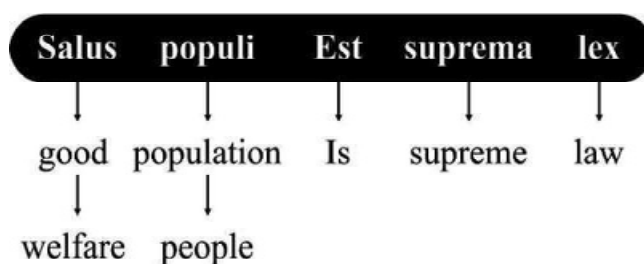 Salus populi Est suprema lex
good population Is supreme law
welfare people